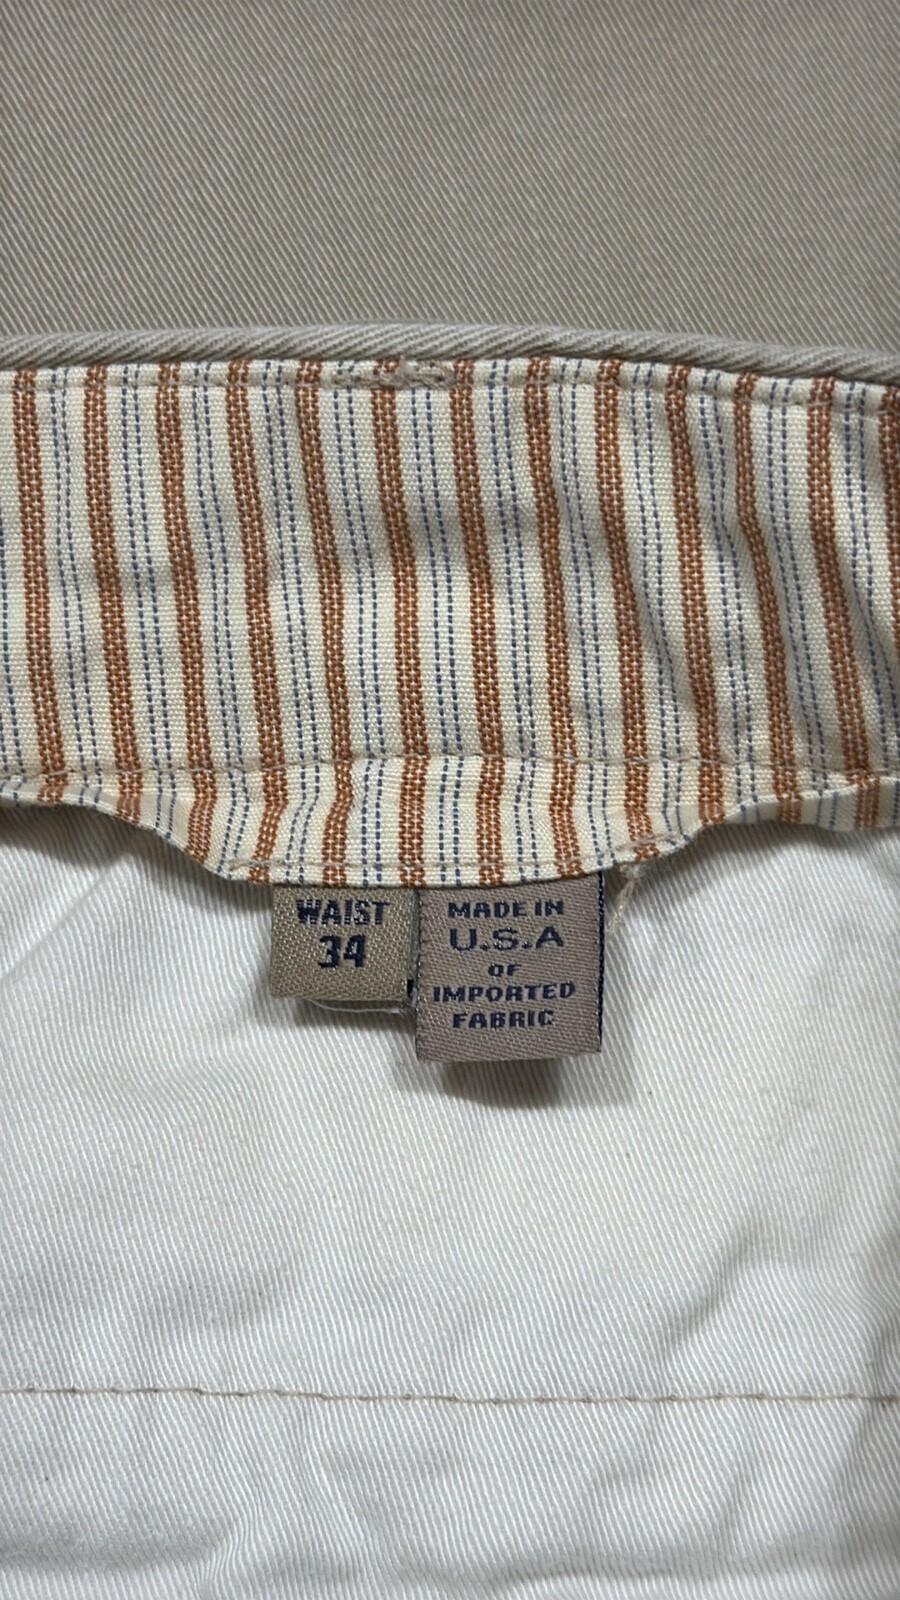 WAIST
34
MADE IN
U.S.A
OF
IMPORTED
FABRIC